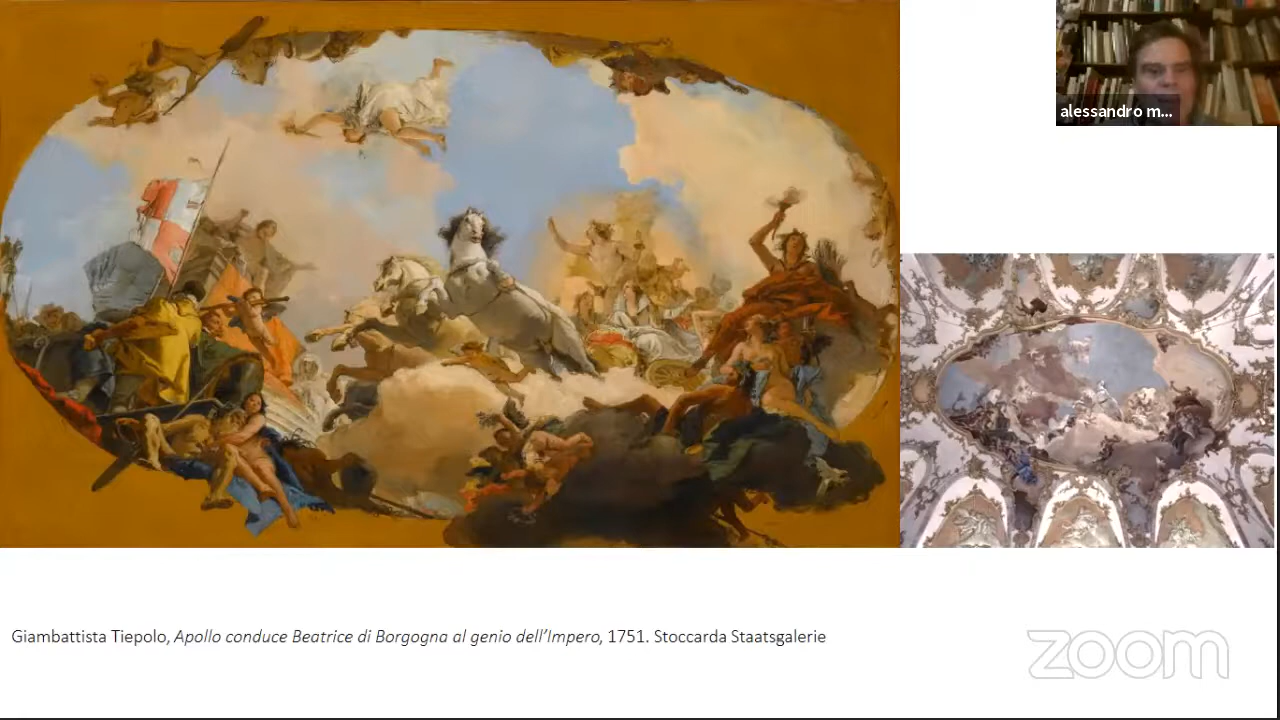 alessandro m...
Giambattista Tiepolo, Apollo conduce Beatrice di Borgogna al genio dell’Impero, 1751. Stoccarda Staatsgalerie
zoom